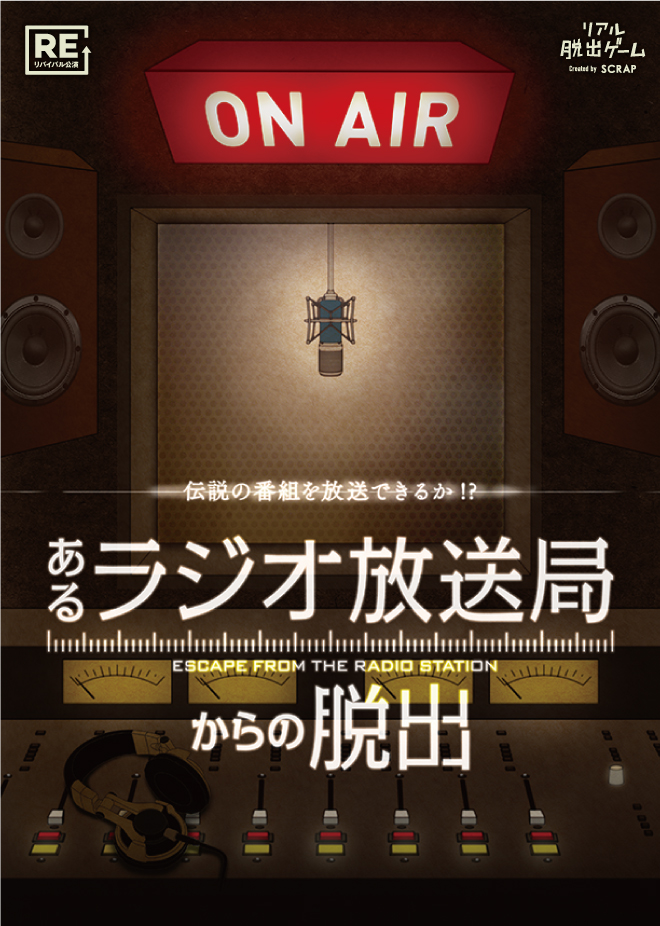 RE
リバイバル公演
リアル
脱出ゲーム
Created by SCRAP
ON AIR
伝説の番組を放送できるか!?
あるラジオ放送局
ESCAPE FROM THE RADIO STATION
からの脱出